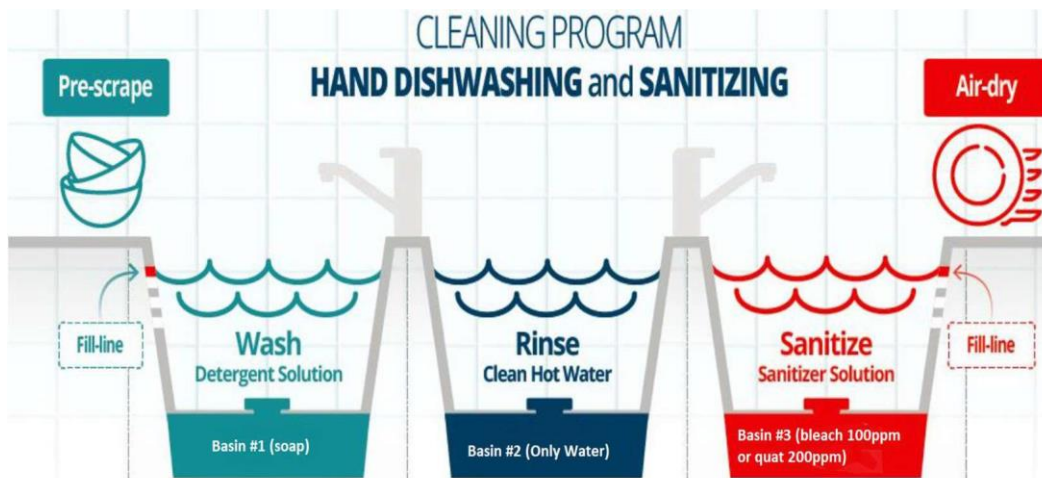 CLEANING PROGRAM
HAND DISHWASHING and SANITIZING
Pre-scrape
Air-dry
Fill-line
Wash
Detergent Solution
Rinse
Clean Hot Water
Sanitize
Sanitizer Solution
Fill-line
Basin #1 (soap)
Basin #2 (Only Water)
Basin #3 (bleach 100ppm
or quat 200ppm)